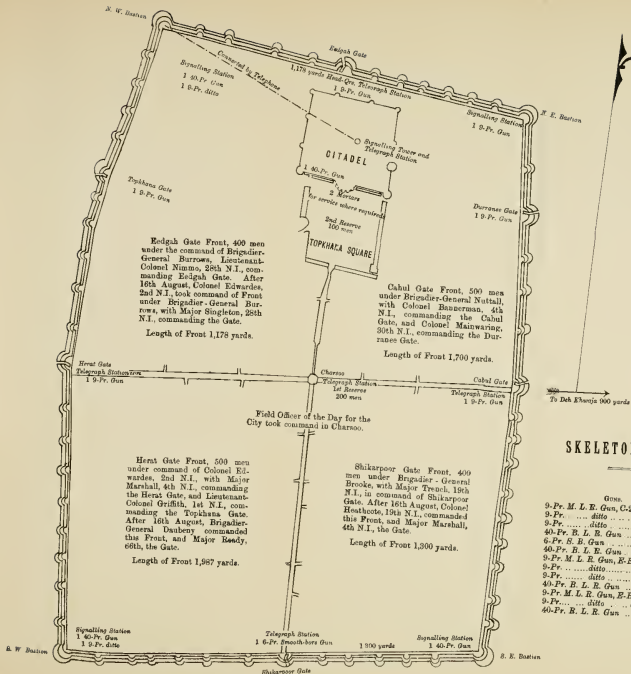 N. W. Bastion
Eedgah Gate
Connected by Telephone
1,178 yards Head-Qrs. Telegraph Station
1 9-Pr. Gun
Signalling Station
1 40-Pr. Gun
1 9-Pr. ditto
Signalling Station
1 9-Pr. Gun
N. E. Bastion
Signalling Tower and
Telegraph Station
CITADEL
1 40-Pr. Gun
2 Mortars
for service where required
Topkhana Gate
1 9-Pr. Gun
Durranee Gate
1 9-Pr. Gun
2nd Reserve
100 men
TOPKHACA SQUARE
Eedgah Gate Front, 400 men
under the command of Brigadier-
General Burrows, Lieutenant-
Colonel Nimmo, 28th N.I., com-
manding Eedgah Gate. After
16th August, Colonel Edwardes,
2nd N.I., took command of Front
under Brigadier-General Bur-
rows, with Major Singleton, 28th
N.I., commanding the Gate.
Length of Front 1,178 yards.
Cabul Gate Front, 500 men
under Brigadier-General Nuttall,
with Colonel Bannerman, 4th
N.I., commanding the Cabul
Gate, and Colonel Mainwaring,
30th N.I., commanding the Dur-
ranee Gate.
Length of Front 1,700 yards.
Herat Gate
Telegraph Station
1 9-Pr. Gun
Charsoo
Telegraph Station
1st Reserve
200 men
Cabul Gate
Telegraph Station
1 9-Pr. Gun
To Deh Khwaja 900 yards
Field Officer of the Day for the
City took command in Charsoo.
SKELETO
Herat Gate Front, 500 men
under command of Colonel Ed-
wardes, 2nd N.I., with Major
Marshall, 4th N.I., commanding
the Herat Gate, and Lieutenant-
Colonel Griffith, 1st N.I., com-
manding the Topkhana Gate.
After 16th August, Brigadier-
General Daubeny commanded
this Front, and Major Ready,
66th, the Gate.
Length of Front 1,987 yards.
Shikarpoor Gate Front, 400
men under Brigadier-General
Brooke, with Major Trench, 19th
N.I., in command of Shikarpoor
Gate. After 16th August, Colonel
Heathcote, 19th N.I., commanded
this Front, and Major Marshall,
4th N.I., the Gate.
Length of Front 1,300 yards.
GUNS.
9-Pr. M. L. R. Gun, C-2
9-Pr. .... ditto ....
9-Pr. ...... ditto
40-Pr. B. L. R. Gun
6-Pr. S. B. Gun
40-Pr. B. L. R. Gun
9-Pr. M. L. R. Gun, E-B
9-Pr. ....... ditto.....
9-Pr. ...... ditto ....
40-Pr. B. L. R. Gun ..
9-Pr. M. L. R. Gun, E-B
9-Pr.... ... ditto . ..
40-Pr. B. L. R. Gun ..
Signalling Station
1 40-Pr. Gun
1 9-Pr. ditto
Telegraph Station
1 6-Pr. Smooth-bore Gun
1 300 yards
Signalling Station
1 40-Pr. Gun
S. W Bastion
Shikarpoor Gate
S. E. Bastion